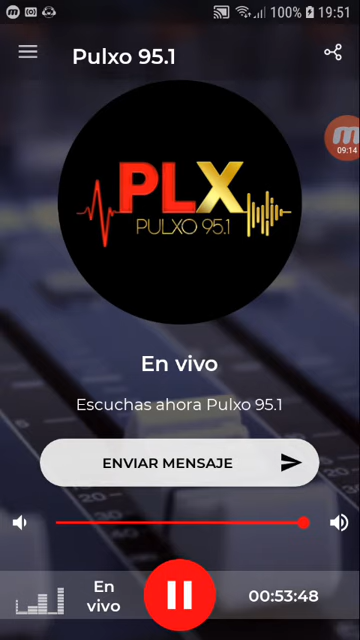 100% 19:51
Pulxo 95.1
09:14
PLX
PULXO 95.1
En vivo
Escuchas ahora Pulxo 95.1
ENVIAR MENSAJE
En
vivo
00:53:48